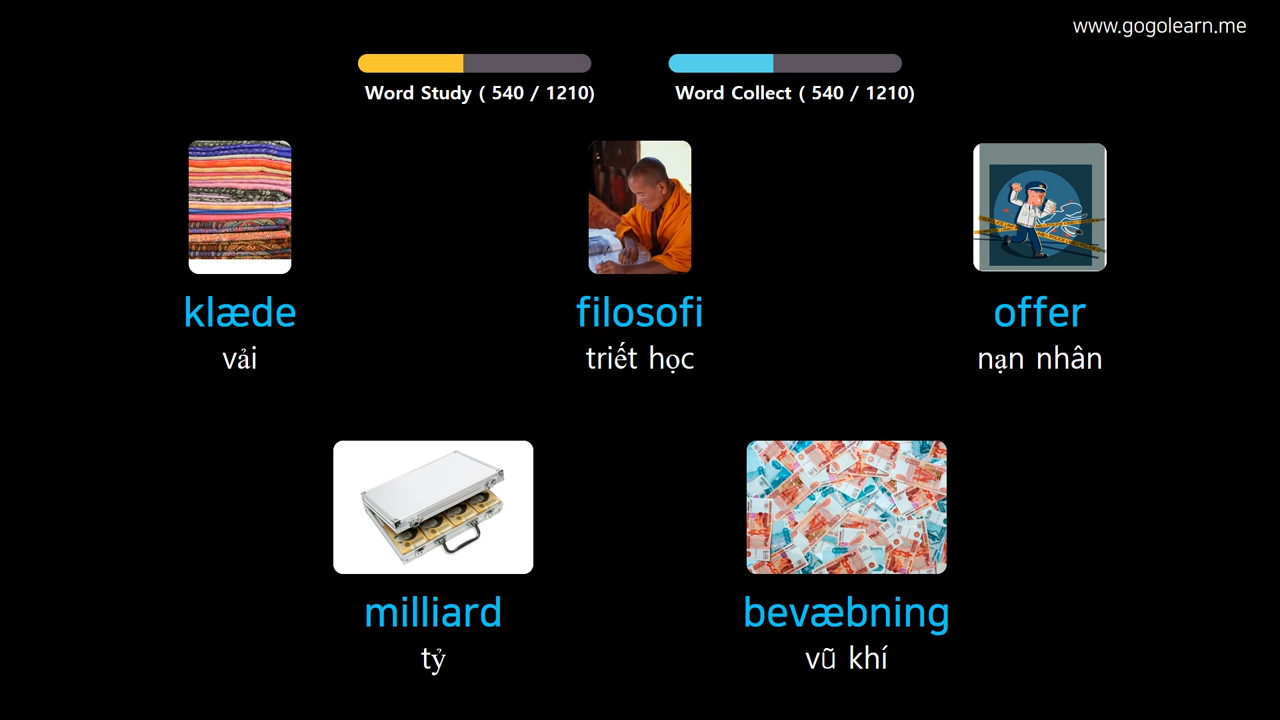 www.gogolearn.me
Word Study ( 540 / 1210)
Word Collect ( 540 / 1210)
klæde
filosofi
offer
vải
triết học
nạn nhân
milliard
bevæbning
tỷ
vũ khí